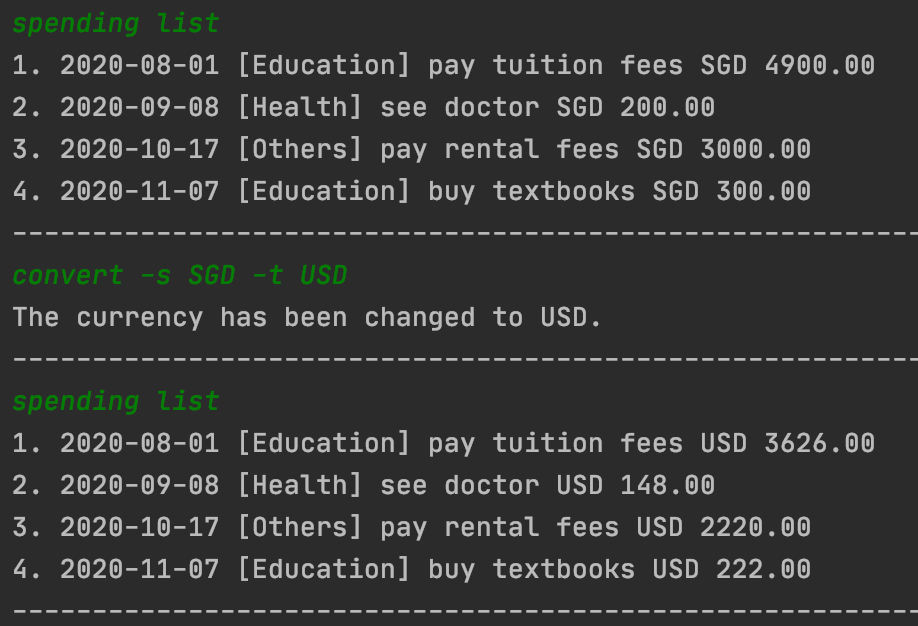 spending list
1. 2020-08-01 [Education] pay tuition fees SGD 4900.00
2. 2020-09-08 [Health] see doctor SGD 200.00
3. 2020-10-17 [Others] pay rental fees SGD 3000.00
4. 2020-11-07 [Education] buy textbooks SGD 300.00
---------------------------------------------------------
convert -s SGD -t USD
The currency has been changed to USD.
---------------------------------------------------------
spending list
1. 2020-08-01 [Education] pay tuition fees USD 3626.00
2. 2020-09-08 [Health] see doctor USD 148.00
3. 2020-10-17 [Others] pay rental fees USD 2220.00
4. 2020-11-07 [Education] buy textbooks USD 222.00
---------------------------------------------------------